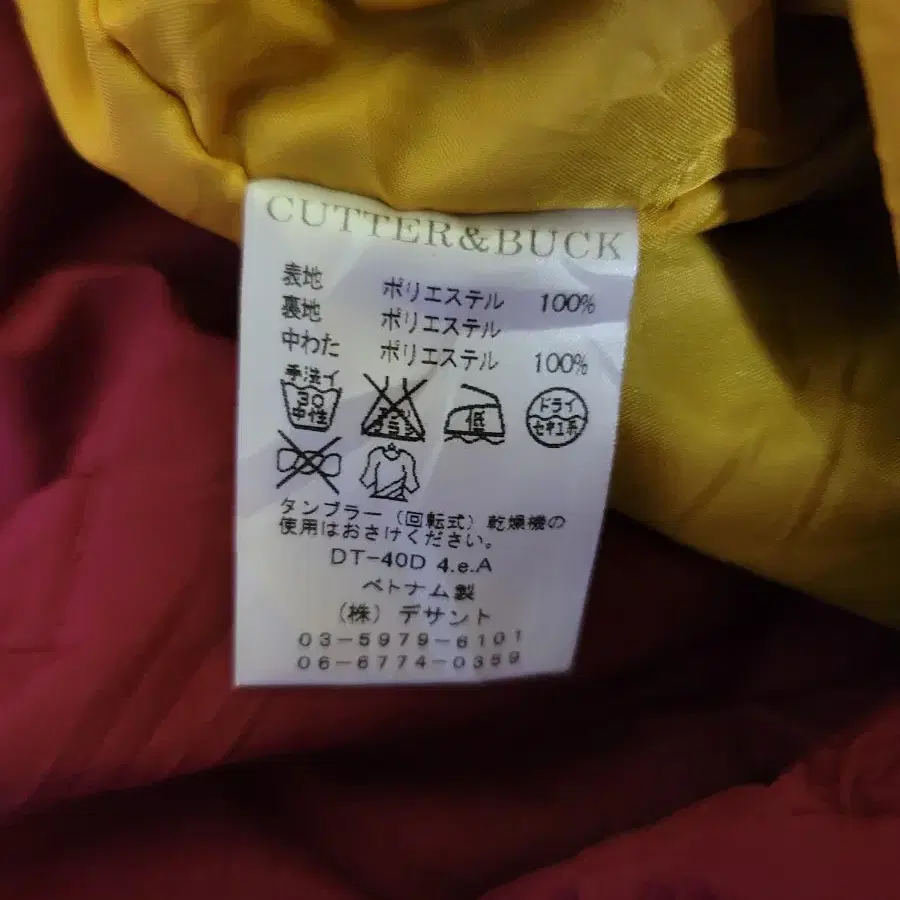 CUTTER&BUCK
表地 ポリエステル 100%
裏地 ポリエステル
中わた ポリエステル 100%
手洗イ
30
中性
低
ドライ
セキユ系
タンブラー（回転式）乾燥機の
使用はおさけください。
DT-40D 4.e.A
ベトナム製
（株）デサント
03-5979-6101
06-6774-0359